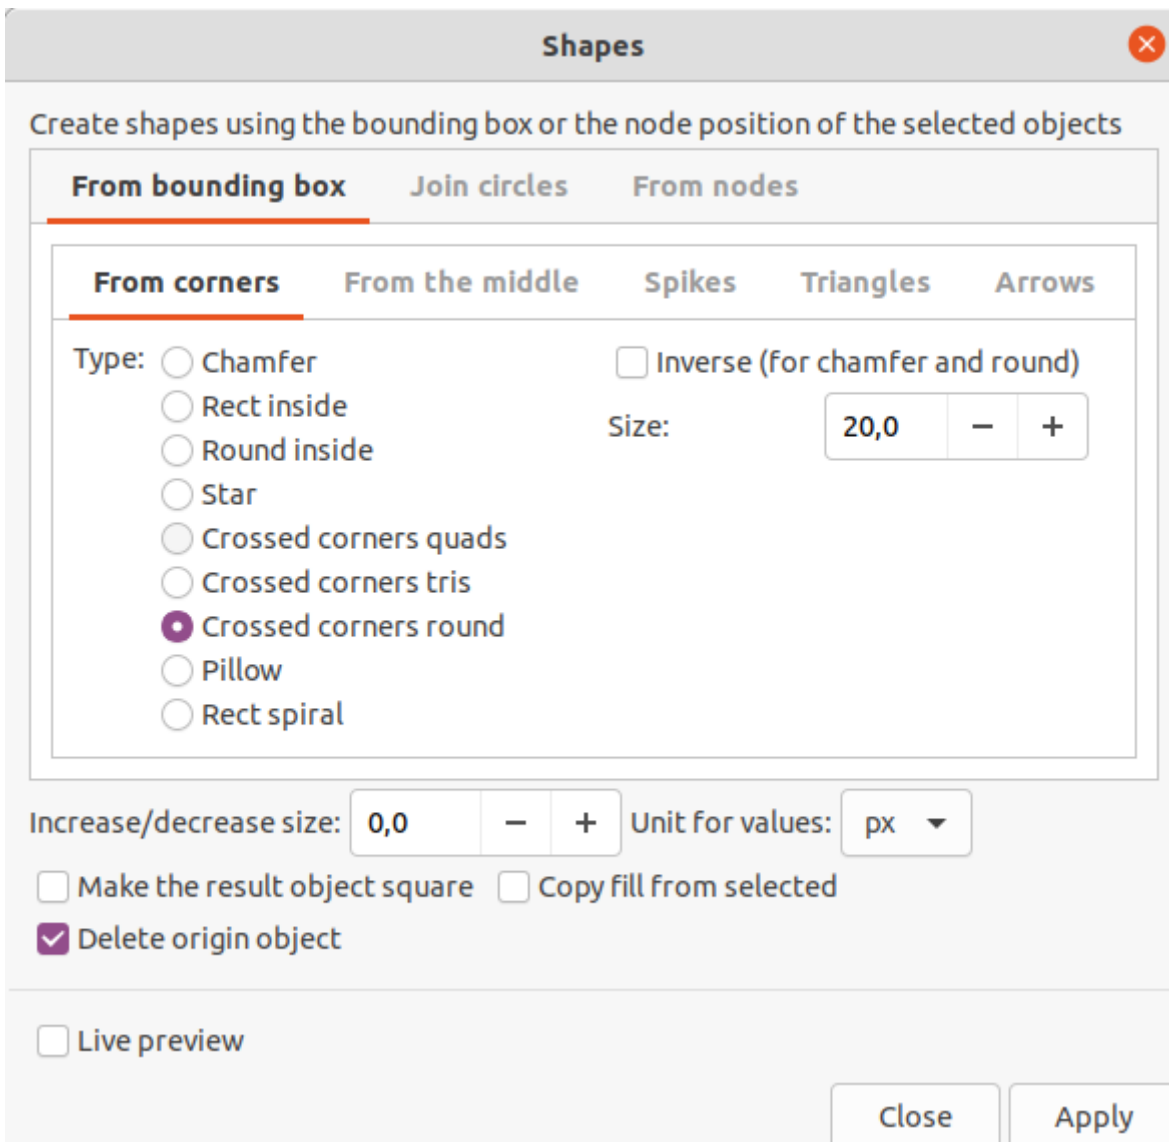 Shapes
Create shapes using the bounding box or the node position of the selected objects
From bounding box Join circles From nodes
From corners From the middle Spikes Triangles Arrows
Type: Chamfer Inverse (for chamfer and round)
Rect inside
Size: 20,0 − +
Round inside
Star
Crossed corners quads
Crossed corners tris
Crossed corners round
Pillow
Rect spiral
Increase/decrease size: 0,0 − + Unit for values: px
Make the result object square Copy fill from selected
Delete origin object
Live preview
Close Apply